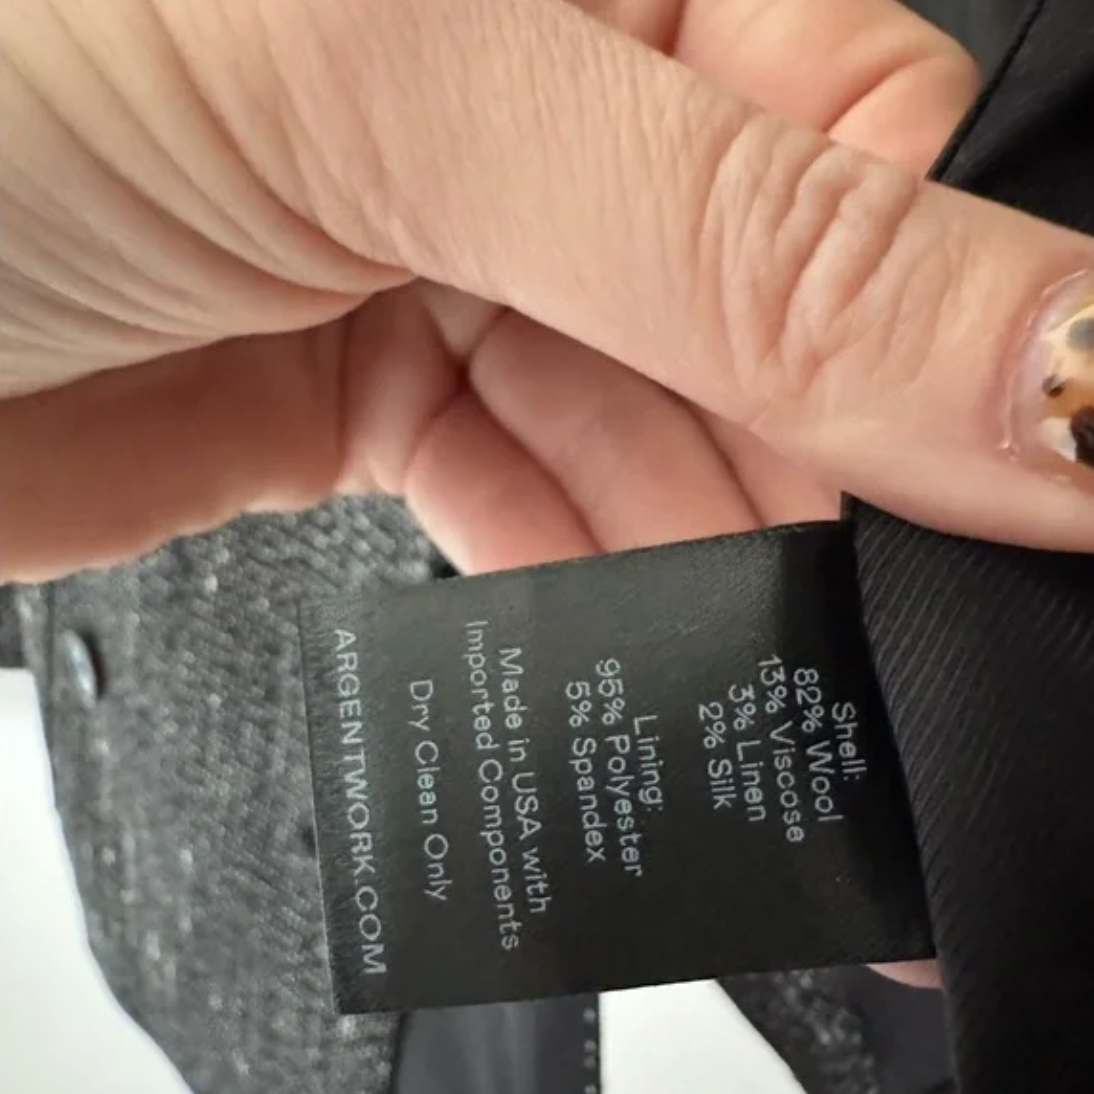 Shell:
82% Wool
13% Viscose
3% Linen
2% Silk
Lining:
95% Polyester
5% Spandex
Made in USA with
Imported Components
Dry Clean Only
ARGENTWORK.COM